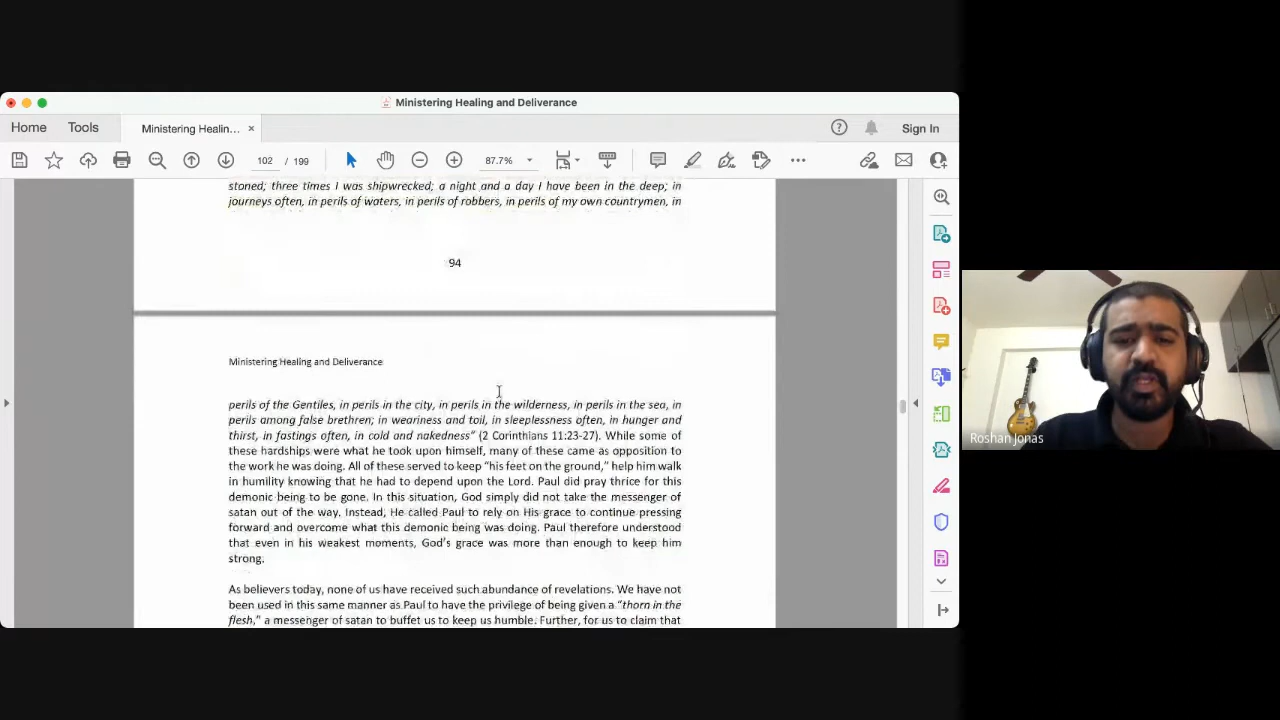 Ministering Healing and Deliverance
Home
Tools
Ministering Healin...
×
Sign In
102 / 199
87.7%
stoned; three times I was shipwrecked; a night and a day I have been in the deep; in
journeys often, in perils of waters, in perils of robbers, in perils of my own countrymen, in
94
Ministering Healing and Deliverance
perils of the Gentiles, in perils in the city, in perils in the wilderness, in perils in the sea, in
perils among false brethren; in weariness and toil, in sleeplessness often, in hunger and
thirst, in fastings often, in cold and nakedness” (2 Corinthians 11:23-27). While some of
these hardships were what he took upon himself, many of these came as opposition to
the work he was doing. All of these served to keep “his feet on the ground,” help him walk
in humility knowing that he had to depend upon the Lord. Paul did pray thrice for this
demonic being to be gone. In this situation, God simply did not take the messenger of
satan out of the way. Instead, He called Paul to rely on His grace to continue pressing
forward and overcome what this demonic being was doing. Paul therefore understood
that even in his weakest moments, God’s grace was more than enough to keep him
strong.
As believers today, none of us have received such abundance of revelations. We have not
been used in this same manner as Paul to have the privilege of being given a “thorn in the
flesh,” a messenger of satan to buffet us to keep us humble. Further, for us to claim that
Roshan Jonas